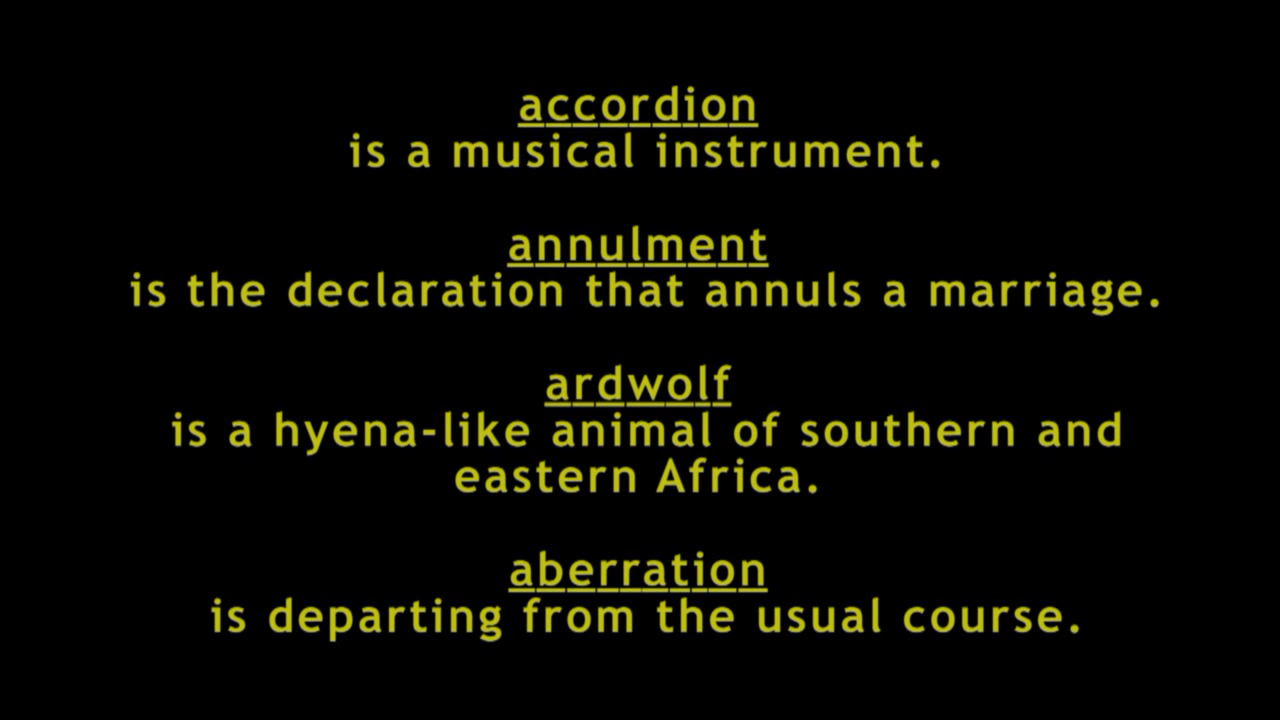 accordion
is a musical instrument.
annulment
is the declaration that annuls a marriage.
ardwolf
is a hyena-like animal of southern and
eastern Africa.
aberration
is departing from the usual course.